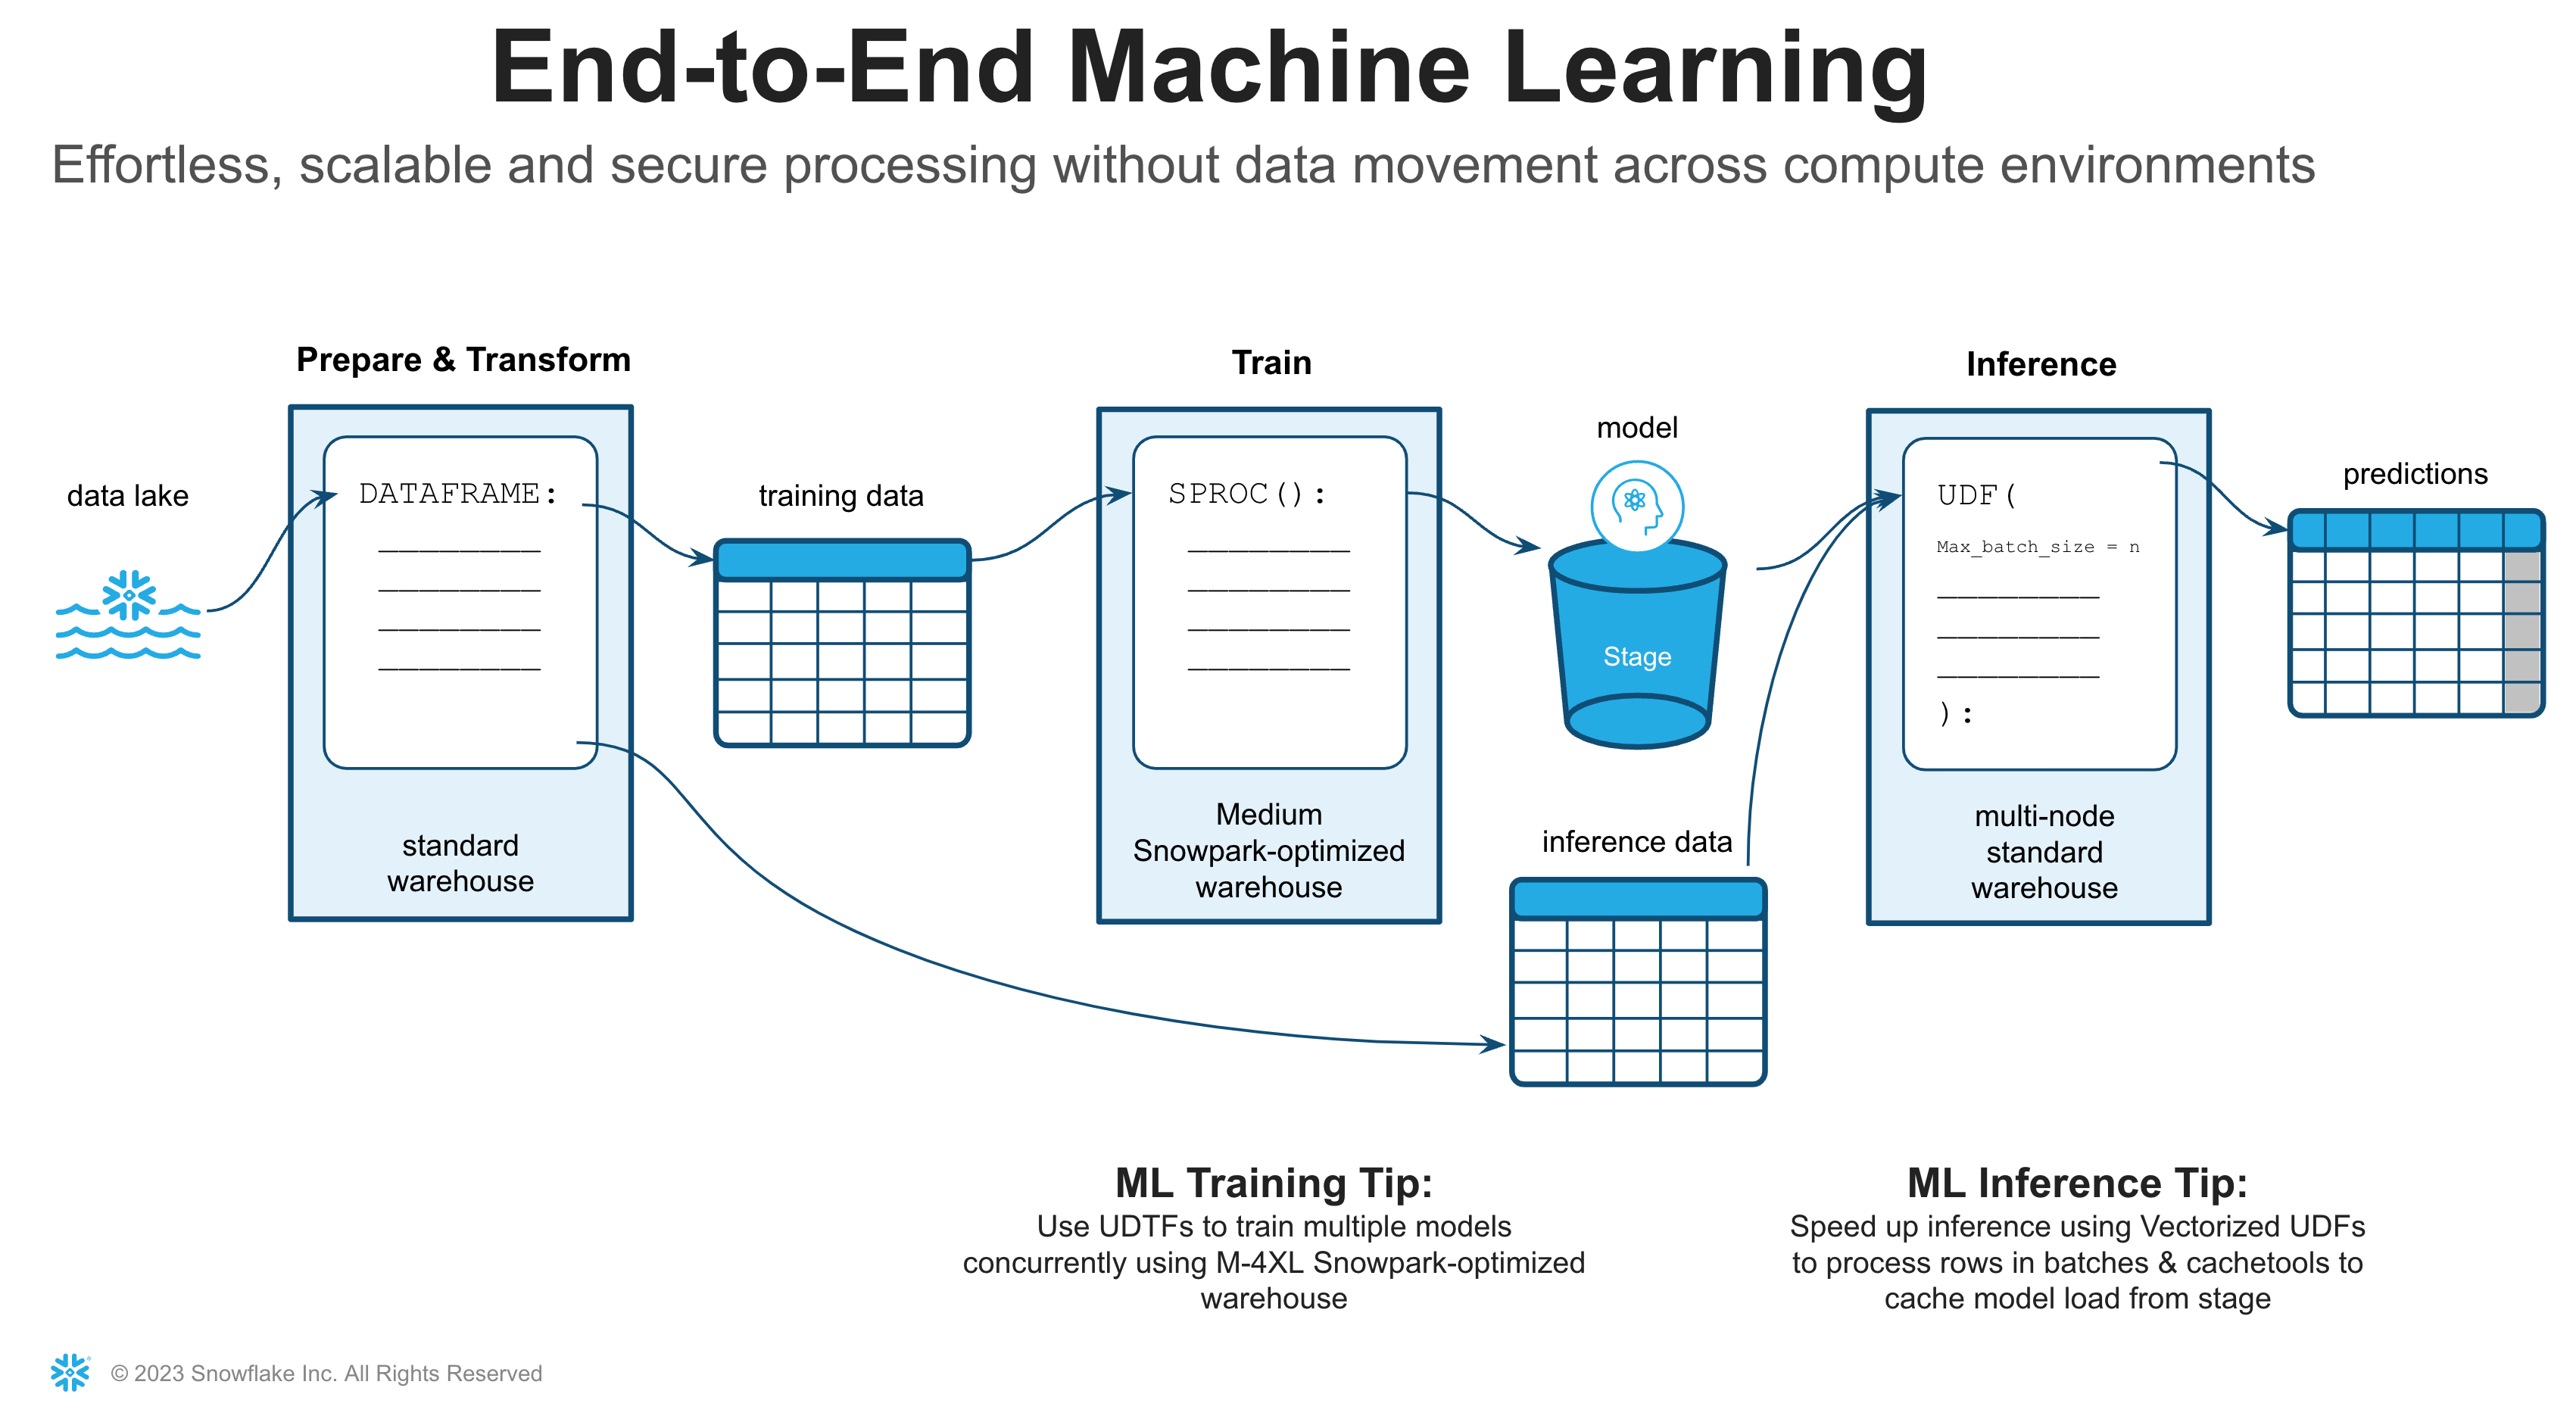 End-to-End Machine Learning
Effortless, scalable and secure processing without data movement across compute environments
Prepare & Transform
Train
Inference
data lake
DATAFRAME:
standard
warehouse
training data
SPROC():
Medium
Snowpark-optimized
warehouse
model
Stage
inference data
UDF(
Max_batch_size = n
):
multi-node
standard
warehouse
predictions
ML Training Tip:
Use UDTFs to train multiple models
concurrently using M-4XL Snowpark-optimized
warehouse
ML Inference Tip:
Speed up inference using Vectorized UDFs
to process rows in batches & cachetools to
cache model load from stage
© 2023 Snowflake Inc. All Rights Reserved